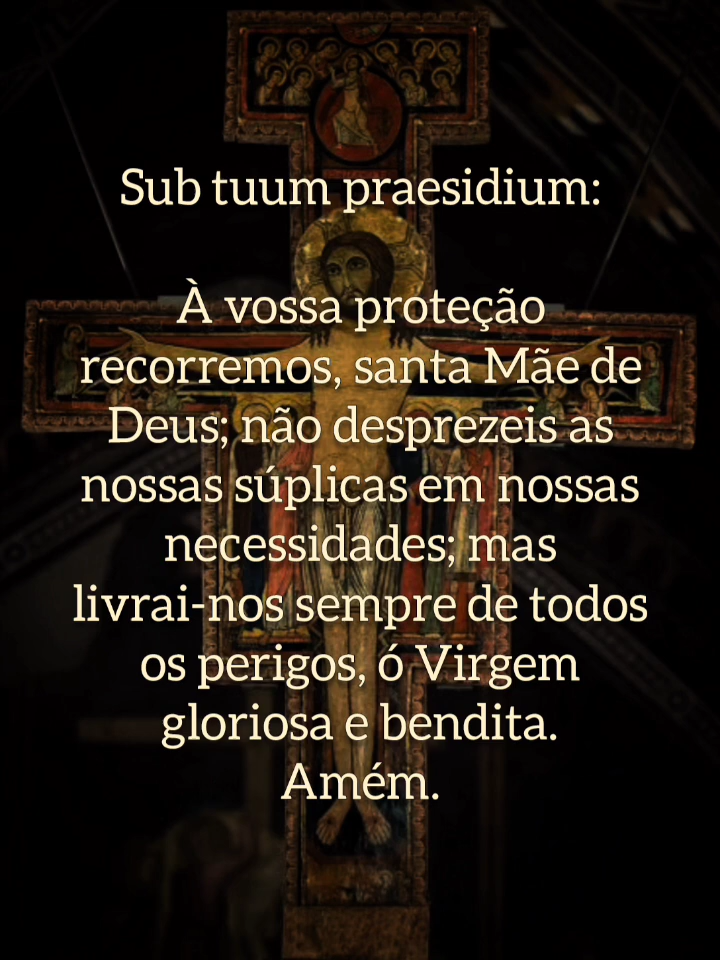 Sub tuum praesidium:
À vossa proteção
recorremos, santa Mãe de
Deus; não desprezeis as
nossas súplicas em nossas
necessidades; mas
livrai-nos sempre de todos
os perigos, ó Virgem
gloriosa e bendita.
Amém.